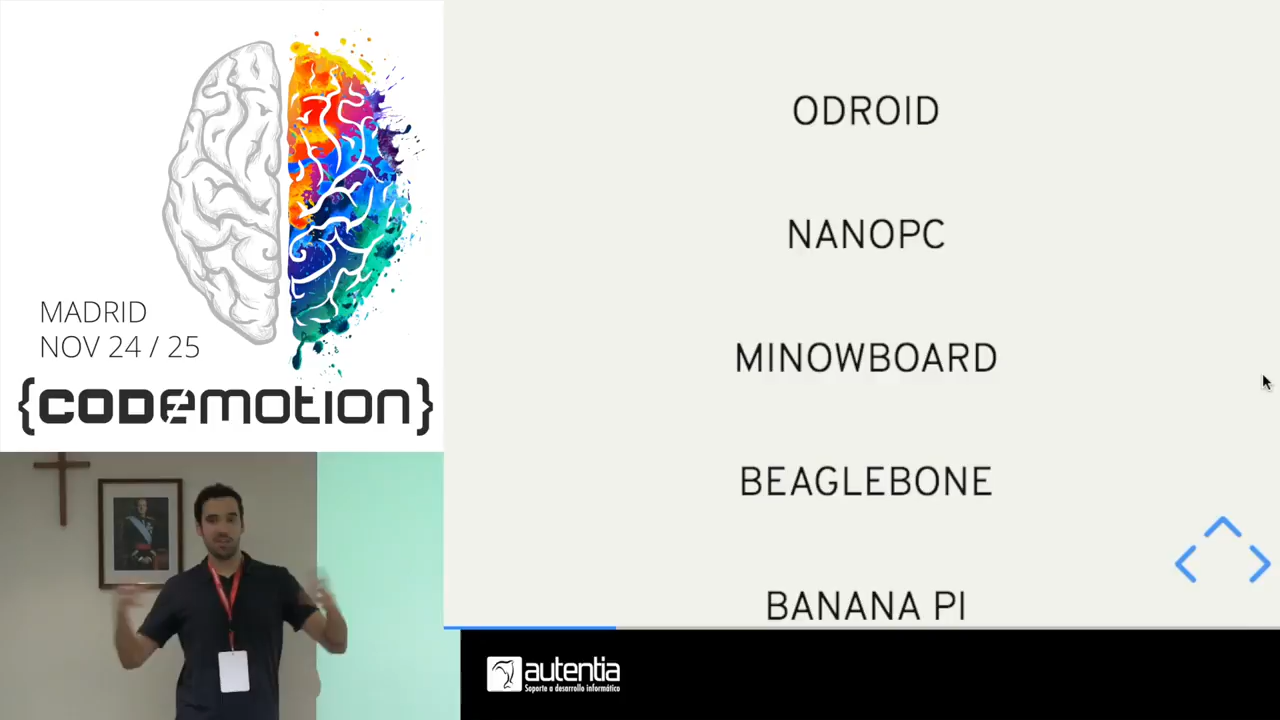 MADRID
NOV 24 / 25
{CODEMOTION}
ODROID
NANOPC
MINOWBOARD
BEAGLEBONE
BANANA PI
autentia
Soporte a desarrollo informático